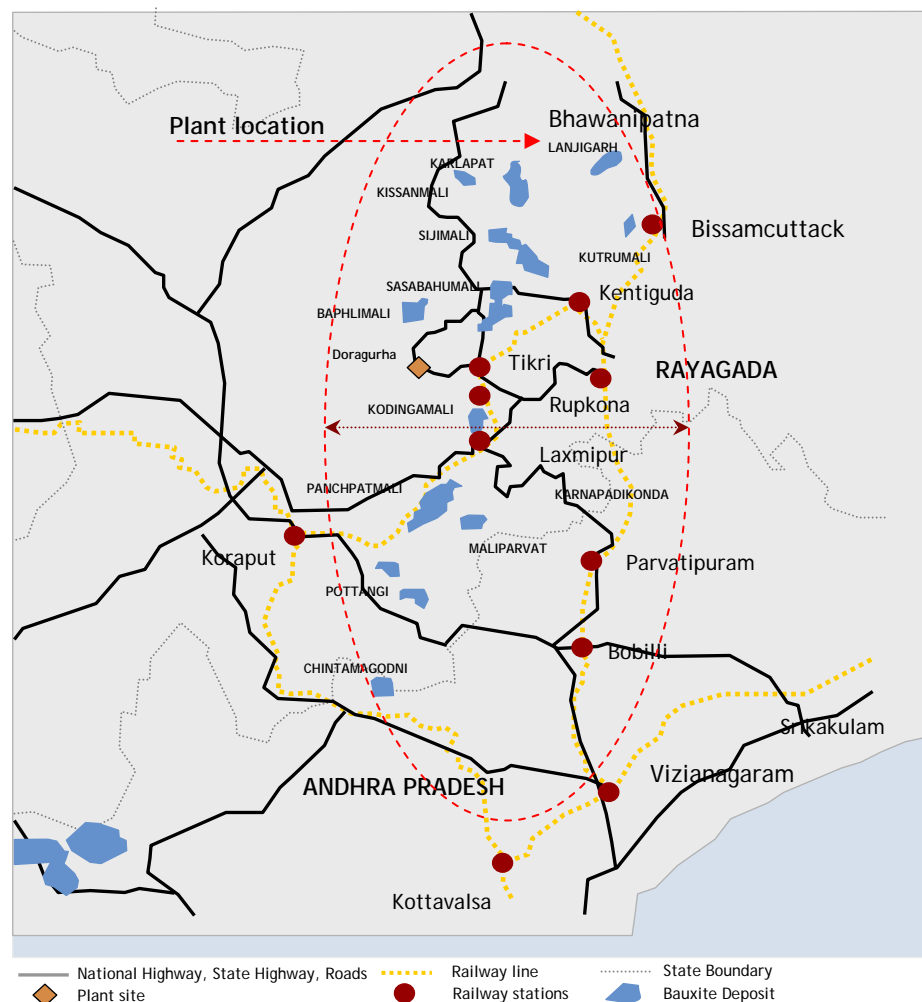 Bhawanipatna
Plant location
LANJIGARH
KARLAPAT
KISSANMALI
Bissamcuttack
SIJIMALI
KUTRUMALI
SASABAHUMALI
Kentiguda
BAPHLIMALI
Doragurha
Tikri
RAYAGADA
Rupkona
KODINGAMALI
Laxmipur
PANCHPATMALI
KARNAPADIKONDA
MALIPARVAT
Koraput
Parvatipuram
POTTANGI
Bobilli
CHINTAMAGODNI
Srikakulam
Vizianagaram
ANDHRA PRADESH
Kottavalsa
National Highway, State Highway, Roads
Railway line
State Boundary
Plant site
Railway stations
Bauxite Deposit